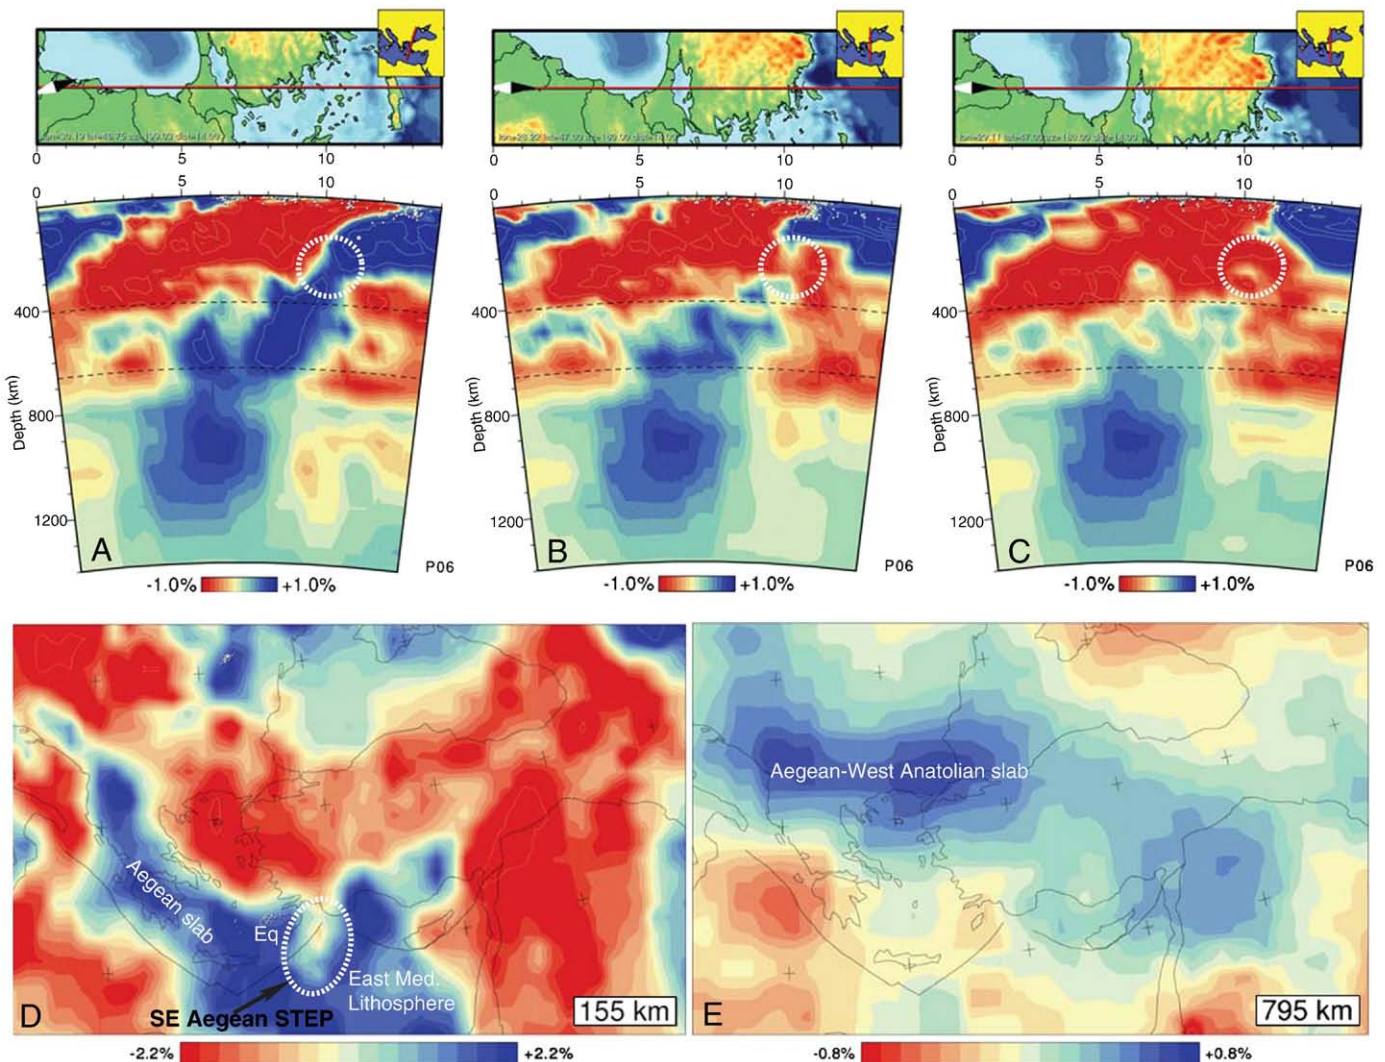 0 5 10
0 5 10
0 5 10
5 10
5 10
5 10
0
400
800
1200
Depth (km)
A
P06
-1.0% +1.0%
0
400
800
1200
Depth (km)
B
P06
-1.0% +1.0%
0
400
800
1200
Depth (km)
C
P06
-1.0% +1.0%
Aegean slab
Eq
East Med.
Lithosphere
SE Aegean STEP
D
155 km
-2.2% +2.2%
Aegean-West Anatolian slab
E
795 km
-0.8% +0.8%